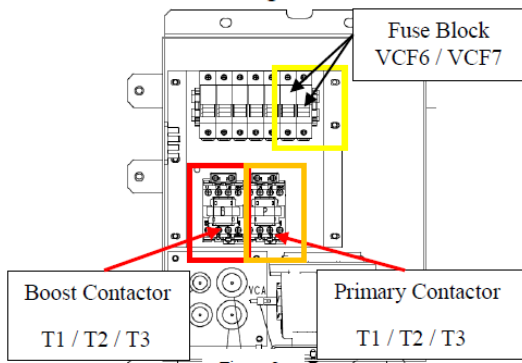 Fuse Block
VCF6 / VCF7
B
P
Boost Contactor
T1 / T2 / T3
VCA
Primary Contactor
T1 / T2 / T3